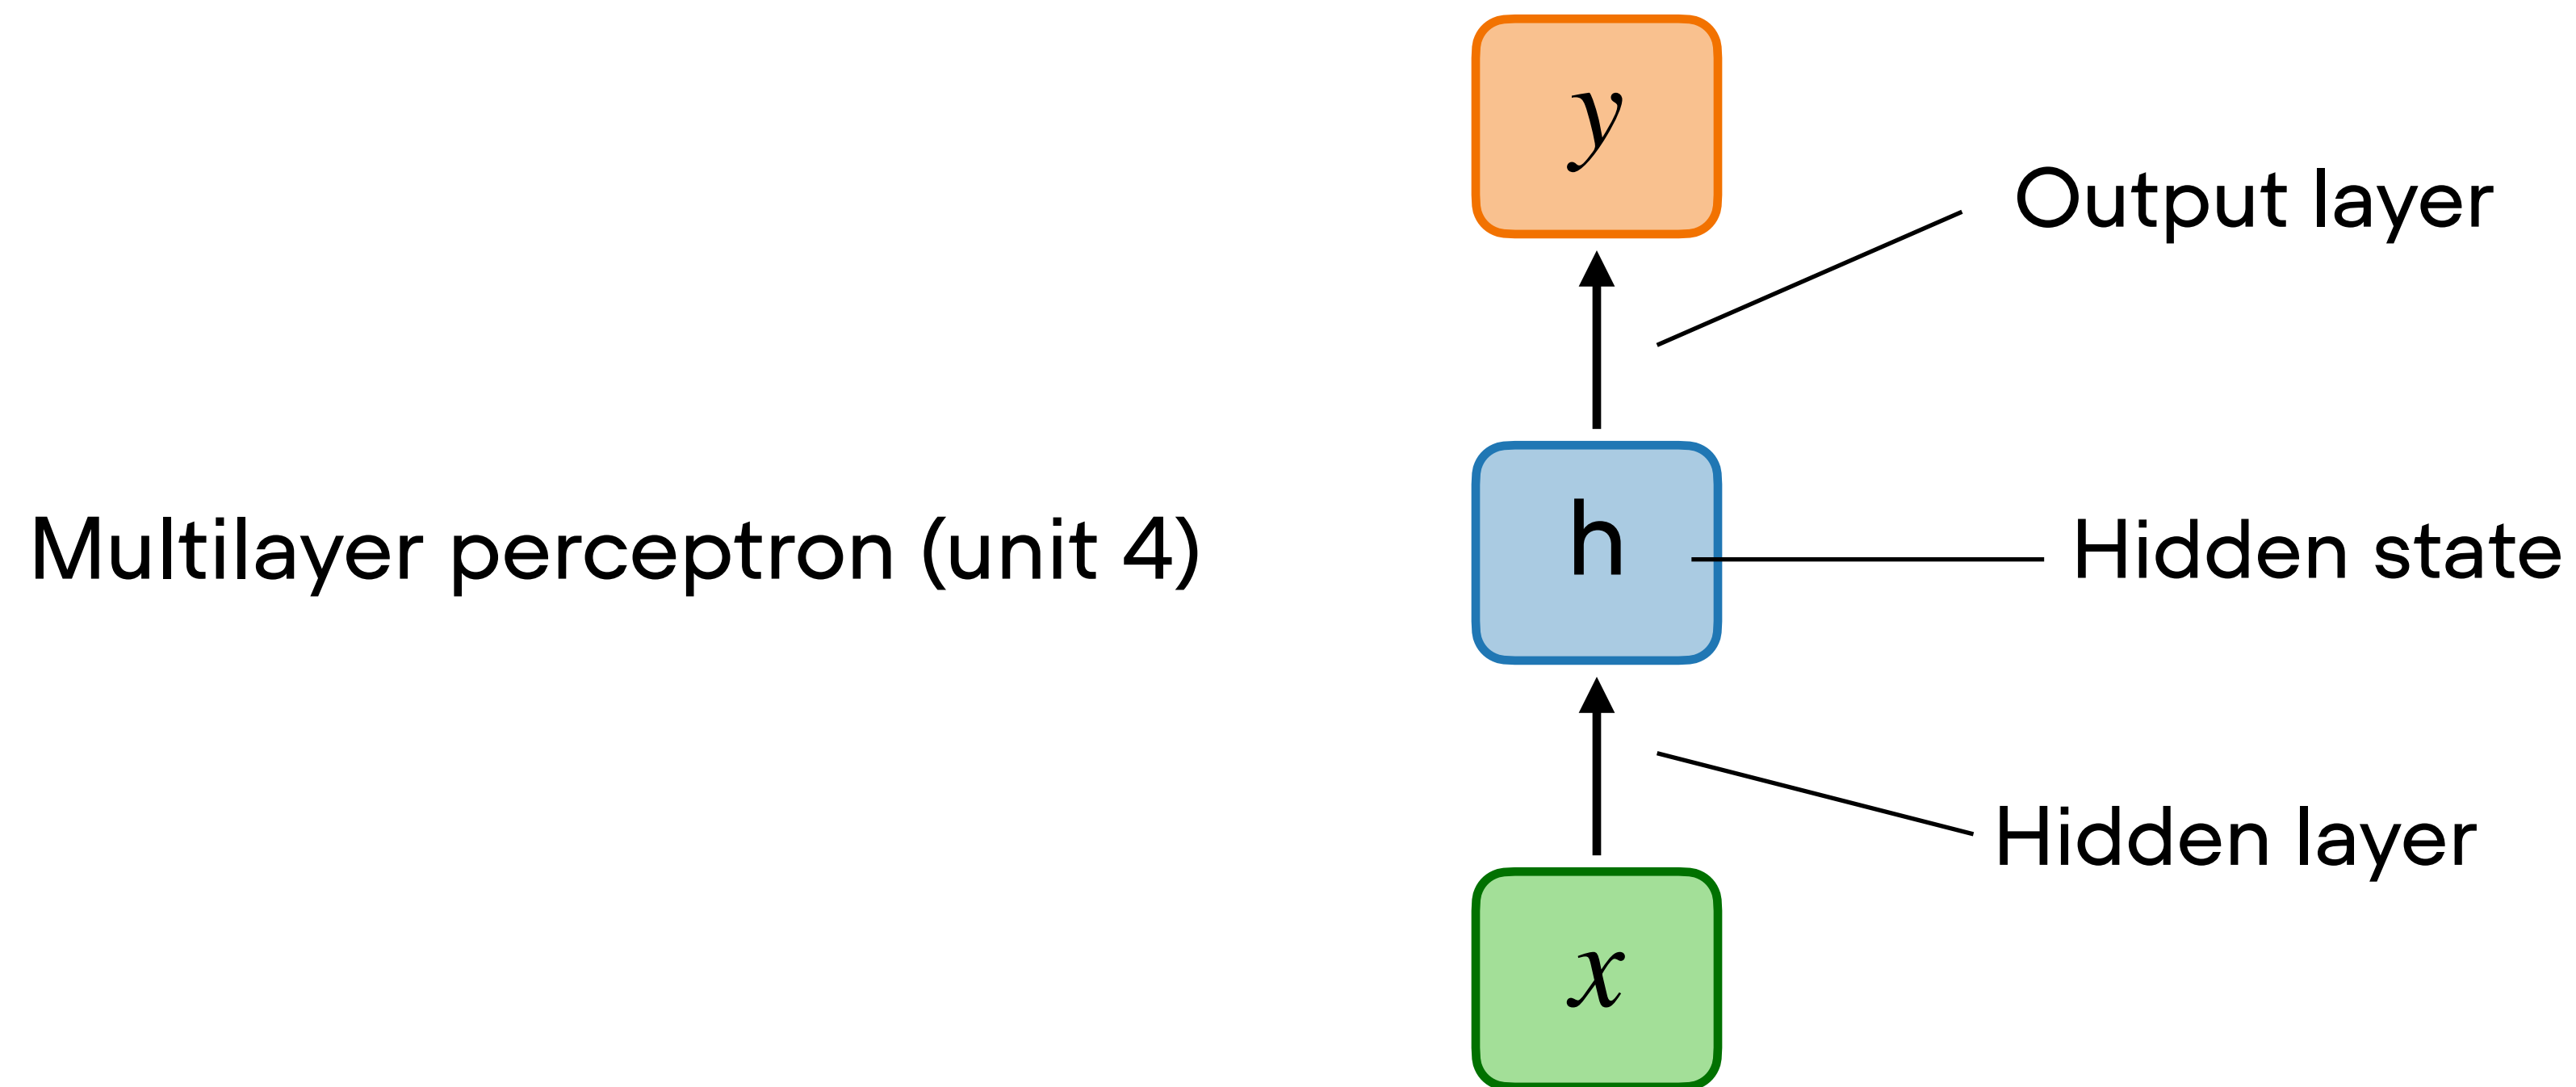 y
Output layer
Multilayer perceptron (unit 4)
h
Hidden state
Hidden layer
x